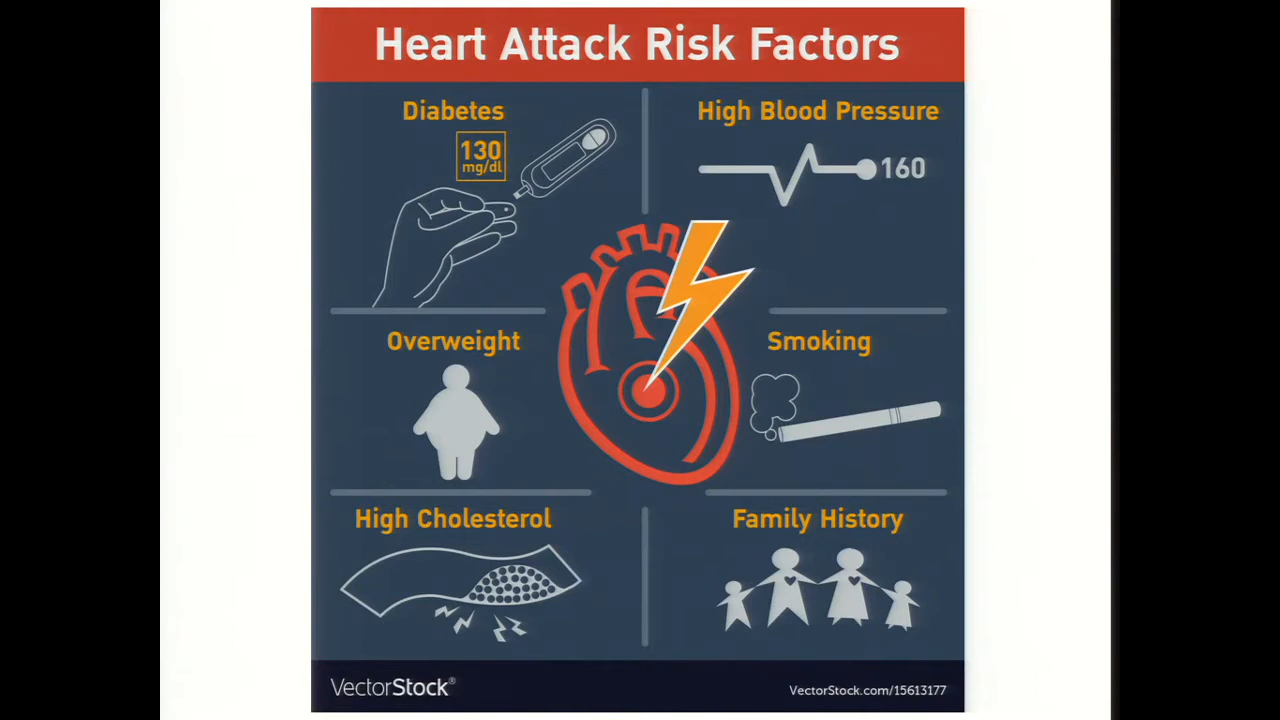 Heart Attack Risk Factors
Diabetes
130
mg/dl
High Blood Pressure
160
Overweight
Smoking
High Cholesterol
Family History
VectorStock®
VectorStock.com/15613177